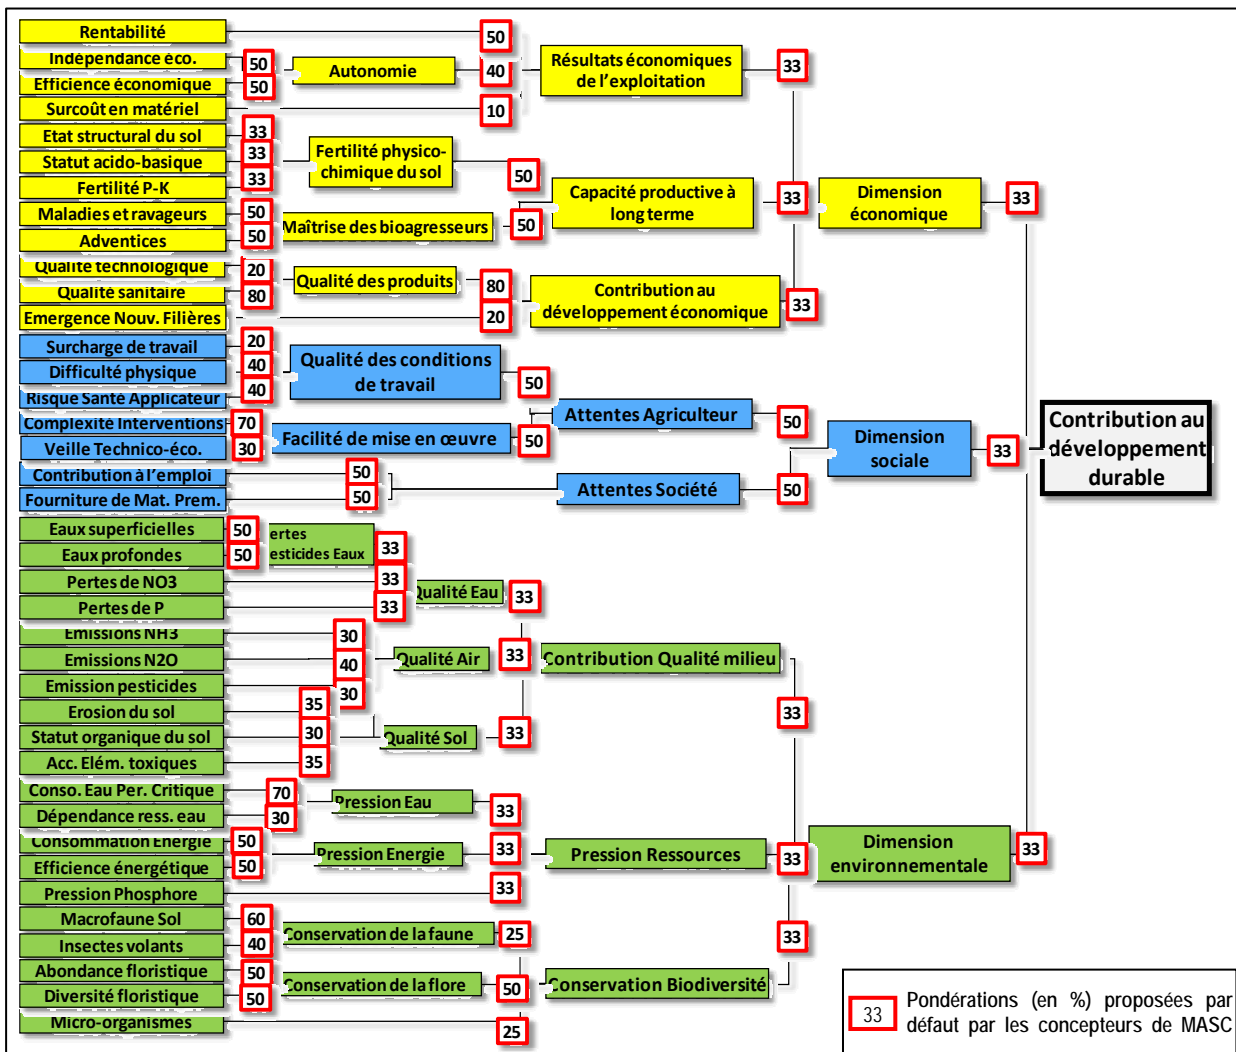 Rentabilité
50
Indépendance éco.
50
Efficience économique
50
Autonomie
40
Surcoût en matériel
10
Résultats économiques
de l'exploitation
33
Etat structural du sol
33
Statut acido-basique
33
Fertilité P-K
33
Fertilité physico-
chimique du sol
50
Maladies et ravageurs
50
Adventices
50
Maîtrise des bioagresseurs
50
Capacité productive à
long terme
33
Qualité technologique
20
Qualité sanitaire
80
Qualité des produits
80
Emergence Nouv. Filières
20
Contribution au
développement économique
33
Dimension
économique
33
Surcharge de travail
20
Difficulté physique
40
Risque Santé Applicateur
40
Qualité des conditions
de travail
50
Complexité Interventions
70
Veille Technico-éco.
30
Facilité de mise en œuvre
50
Attentes Agriculteur
50
Contribution à l'emploi
50
Fourniture de Mat. Prem.
50
Attentes Société
50
Dimension
sociale
33
Contribution au
développement
durable
Eaux superficielles
50
Eaux profondes
50
ertes
esticides Eaux
33
Pertes de NO3
33
Pertes de P
33
Qualité Eau
33
Emissions NH3
30
Emissions N2O
40
Emission pesticides
30
Qualité Air
33
Erosion du sol
35
Statut organique du sol
30
Acc. Elém. toxiques
35
Qualité Sol
33
Contribution Qualité milieu
33
Conso. Eau Per. Critique
70
Dépendance ress. eau
30
Pression Eau
33
Consommation Energie
50
Efficience énergétique
50
Pression Energie
33
Pression Phosphore
33
Pression Ressources
33
Dimension
environnementale
33
Macrofaune Sol
60
Insectes volants
40
Conservation de la faune
25
Abondance floristique
50
Diversité floristique
50
Conservation de la flore
50
Micro-organismes
25
Conservation Biodiversité
33
33
Pondérations (en %) proposées par
défaut par les concepteurs de MASC